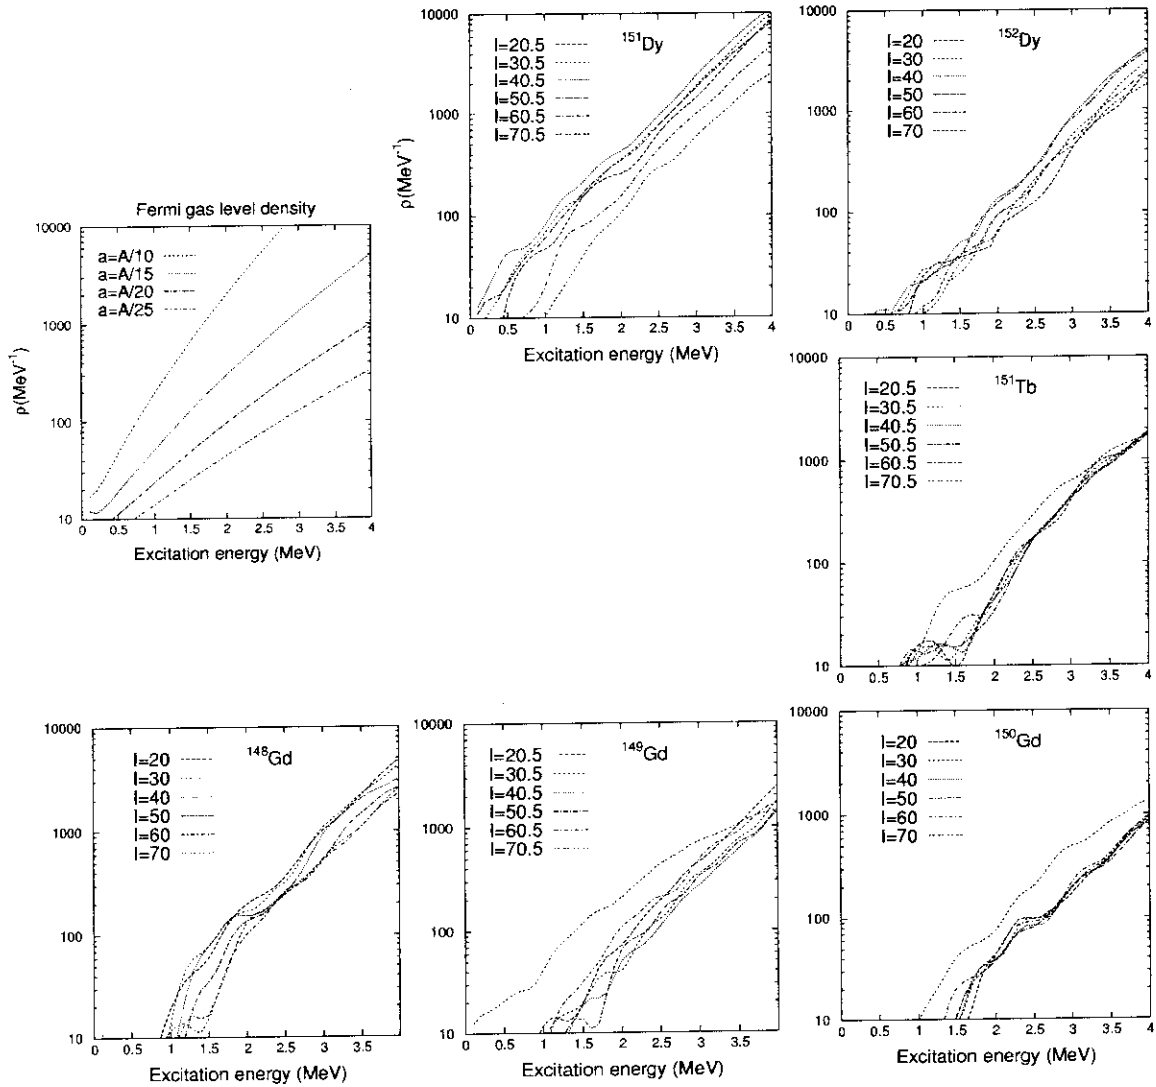 10000
1000
100
10
ρ(MeV⁻¹)
¹⁵¹Dy
I=20.5
I=30.5
I=40.5
I=50.5
I=60.5
I=70.5
0 0.5 1 1.5 2 2.5 3 3.5 4
Excitation energy (MeV)
10000
1000
100
10
¹⁵²Dy
I=20
I=30
I=40
I=50
I=60
I=70
0 0.5 1 1.5 2 2.5 3 3.5 4
Fermi gas level density
10000
1000
100
10
ρ(MeV⁻¹)
a=A/10
a=A/15
a=A/20
a=A/25
0 0.5 1 1.5 2 2.5 3 3.5 4
Excitation energy (MeV)
10000
1000
100
10
¹⁵¹Tb
I=20.5
I=30.5
I=40.5
I=50.5
I=60.5
I=70.5
0 0.5 1 1.5 2 2.5 3 3.5 4
10000
1000
100
10
¹⁴⁸Gd
I=20
I=30
I=40
I=50
I=60
I=70
0 0.5 1 1.5 2 2.5 3 3.5
Excitation energy (MeV)
10000
1000
100
10
¹⁴⁹Gd
I=20.5
I=30.5
I=40.5
I=50.5
I=60.5
I=70.5
0 0.5 1 1.5 2 2.5 3 3.5
Excitation energy (MeV)
10000
1000
100
10
¹⁵⁰Gd
I=20
I=30
I=40
I=50
I=60
I=70
0 0.5 1 1.5 2 2.5 3 3.5 4
Excitation energy (MeV)